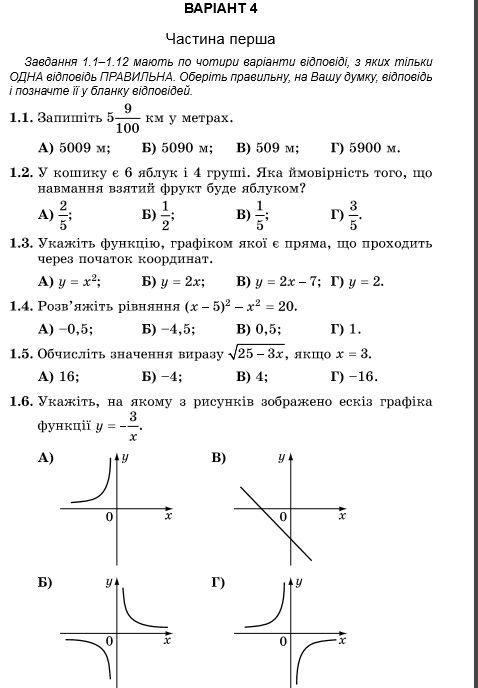 ВАРІАНТ 4
Частина перша
Завдання 1.1–1.12 мають по чотири варіанти відповіді, з яких тільки
ОДНА відповідь ПРАВИЛЬНА. Оберіть правильну, на Вашу думку, відповідь
і позначте її у бланку відповідей.
1.1. Запишіть 5 9/100 км у метрах.
А) 5009 м; Б) 5090 м; В) 509 м; Г) 5900 м.
1.2. У кошику є 6 яблук і 4 груші. Яка ймовірність того, що
навмання взятий фрукт буде яблуком?
А) 2/5; Б) 1/2; В) 1/5; Г) 3/5.
1.3. Укажіть функцію, графіком якої є пряма, що проходить
через початок координат.
А) y = x²; Б) y = 2x; В) y = 2x – 7; Г) y = 2.
1.4. Розв’яжіть рівняння (x – 5)² – x² = 20.
А) –0,5; Б) –4,5; В) 0,5; Г) 1.
1.5. Обчисліть значення виразу √(25 – 3x), якщо x = 3.
А) 16; Б) –4; В) 4; Г) –16.
1.6. Укажіть, на якому з рисунків зображено ескіз графіка
функції y = –3/x.
А) y 0 x
В) y 0 x
Б) y 0 x
Г) y 0 x